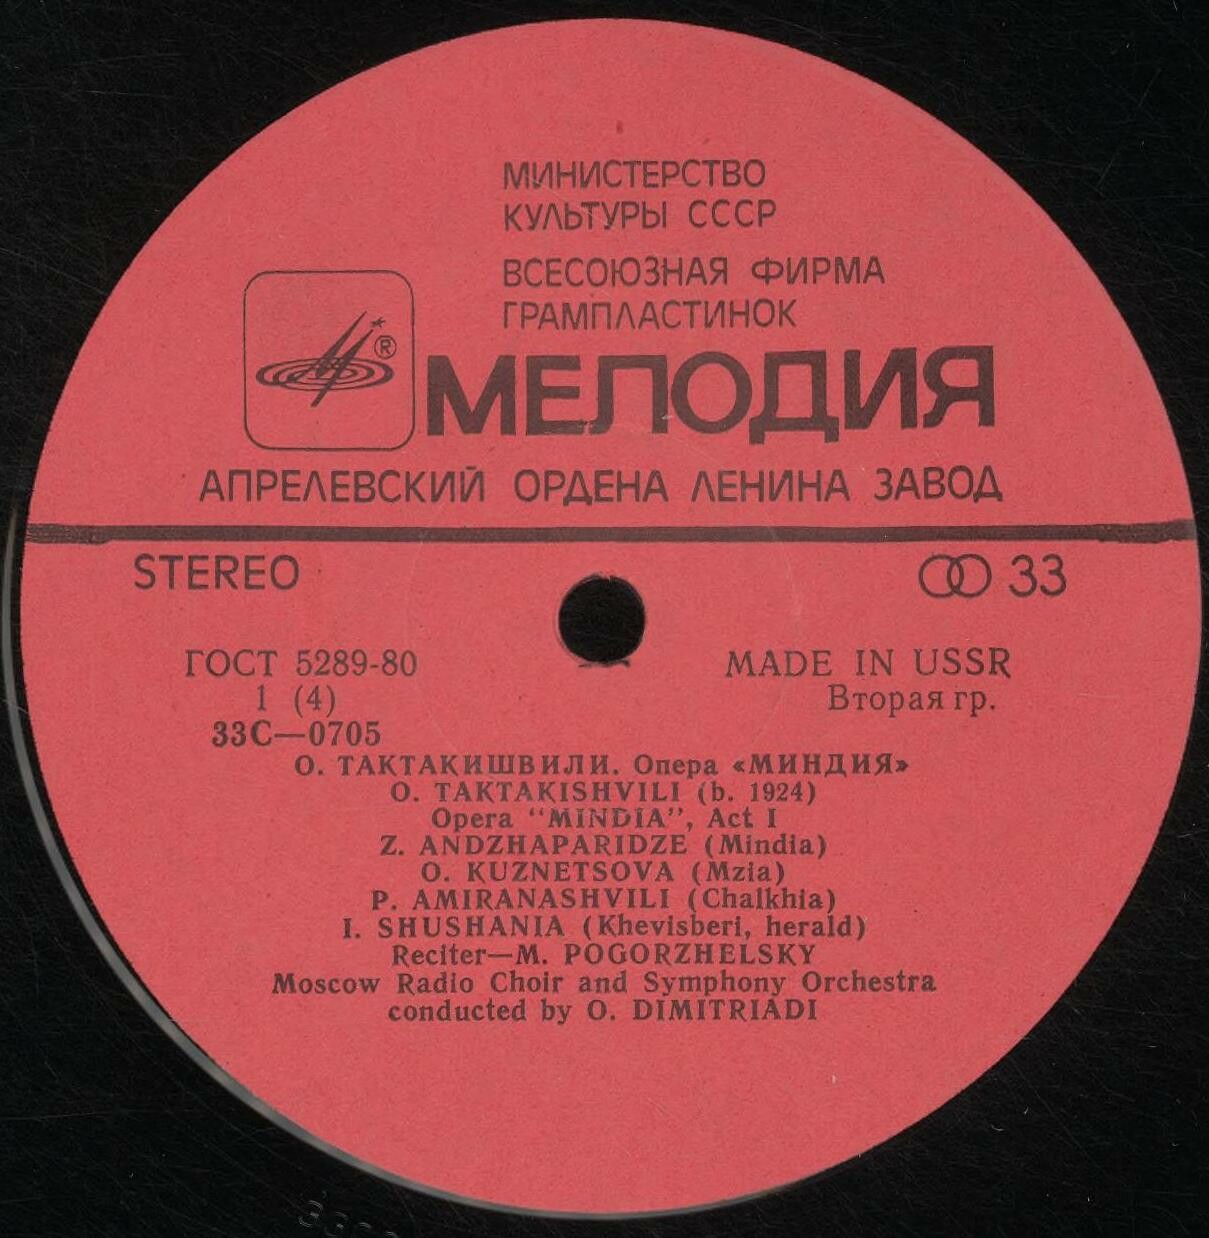 МИНИСТЕРСТВО
КУЛЬТУРЫ СССР
ВСЕСОЮЗНАЯ ФИРМА
ГРАМПЛАСТИНОК
®
МЕЛОДИЯ
АПРЕЛЕВСКИЙ ОРДЕНА ЛЕНИНА ЗАВОД
STEREO
33
ГОСТ 5289-80
MADE IN USSR
1 (4)
Вторая гр.
33С—0705
О. ТАКТАКИШВИЛИ. Опера «МИНДИЯ»
O. TAKTAKISHVILI (b. 1924)
Opera "MINDIA", Act I
Z. ANDZHAPARIDZE (Mindia)
O. KUZNETSOVA (Mzia)
P. AMIRANASHVILI (Chalkhia)
I. SHUSHANIA (Khevisberi, herald)
Reciter—M. POGORZHELSKY
Moscow Radio Choir and Symphony Orchestra
conducted by O. DIMITRIADI